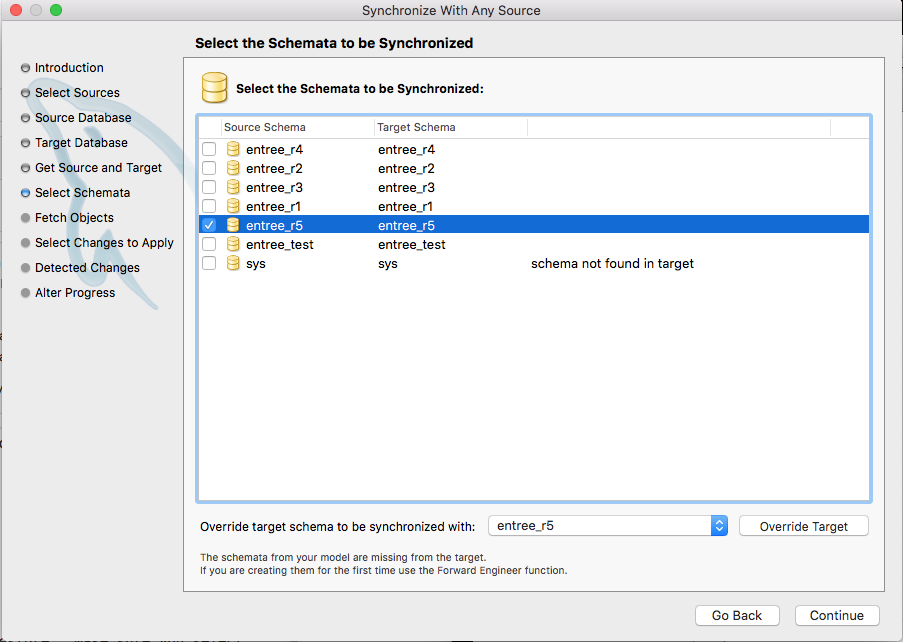 Synchronize With Any Source
Select the Schemata to be Synchronized
Introduction
Select Sources
Source Database
Target Database
Get Source and Target
Select Schemata
Fetch Objects
Select Changes to Apply
Detected Changes
Alter Progress
Select the Schemata to be Synchronized:
Source Schema Target Schema
entree_r4 entree_r4
entree_r2 entree_r2
entree_r3 entree_r3
entree_r1 entree_r1
entree_r5 entree_r5
entree_test entree_test
sys sys schema not found in target
Override target schema to be synchronized with: entree_r5 Override Target
The schemata from your model are missing from the target.
If you are creating them for the first time use the Forward Engineer function.
Go Back Continue